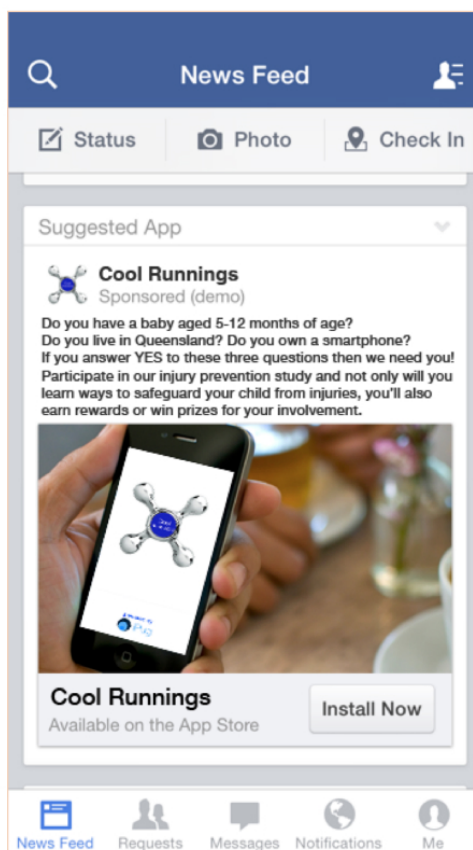 News Feed
Status
Photo
Check In
Suggested App
Cool Runnings
Sponsored (demo)
Do you have a baby aged 5-12 months of age?
Do you live in Queensland? Do you own a smartphone?
If you answer YES to these three questions then we need you!
Participate in our injury prevention study and not only will you
learn ways to safeguard your child from injuries, you'll also
earn rewards or win prizes for your involvement.
Cool Runnings
Available on the App Store
Install Now
News Feed
Requests
Messages
Notifications
Me